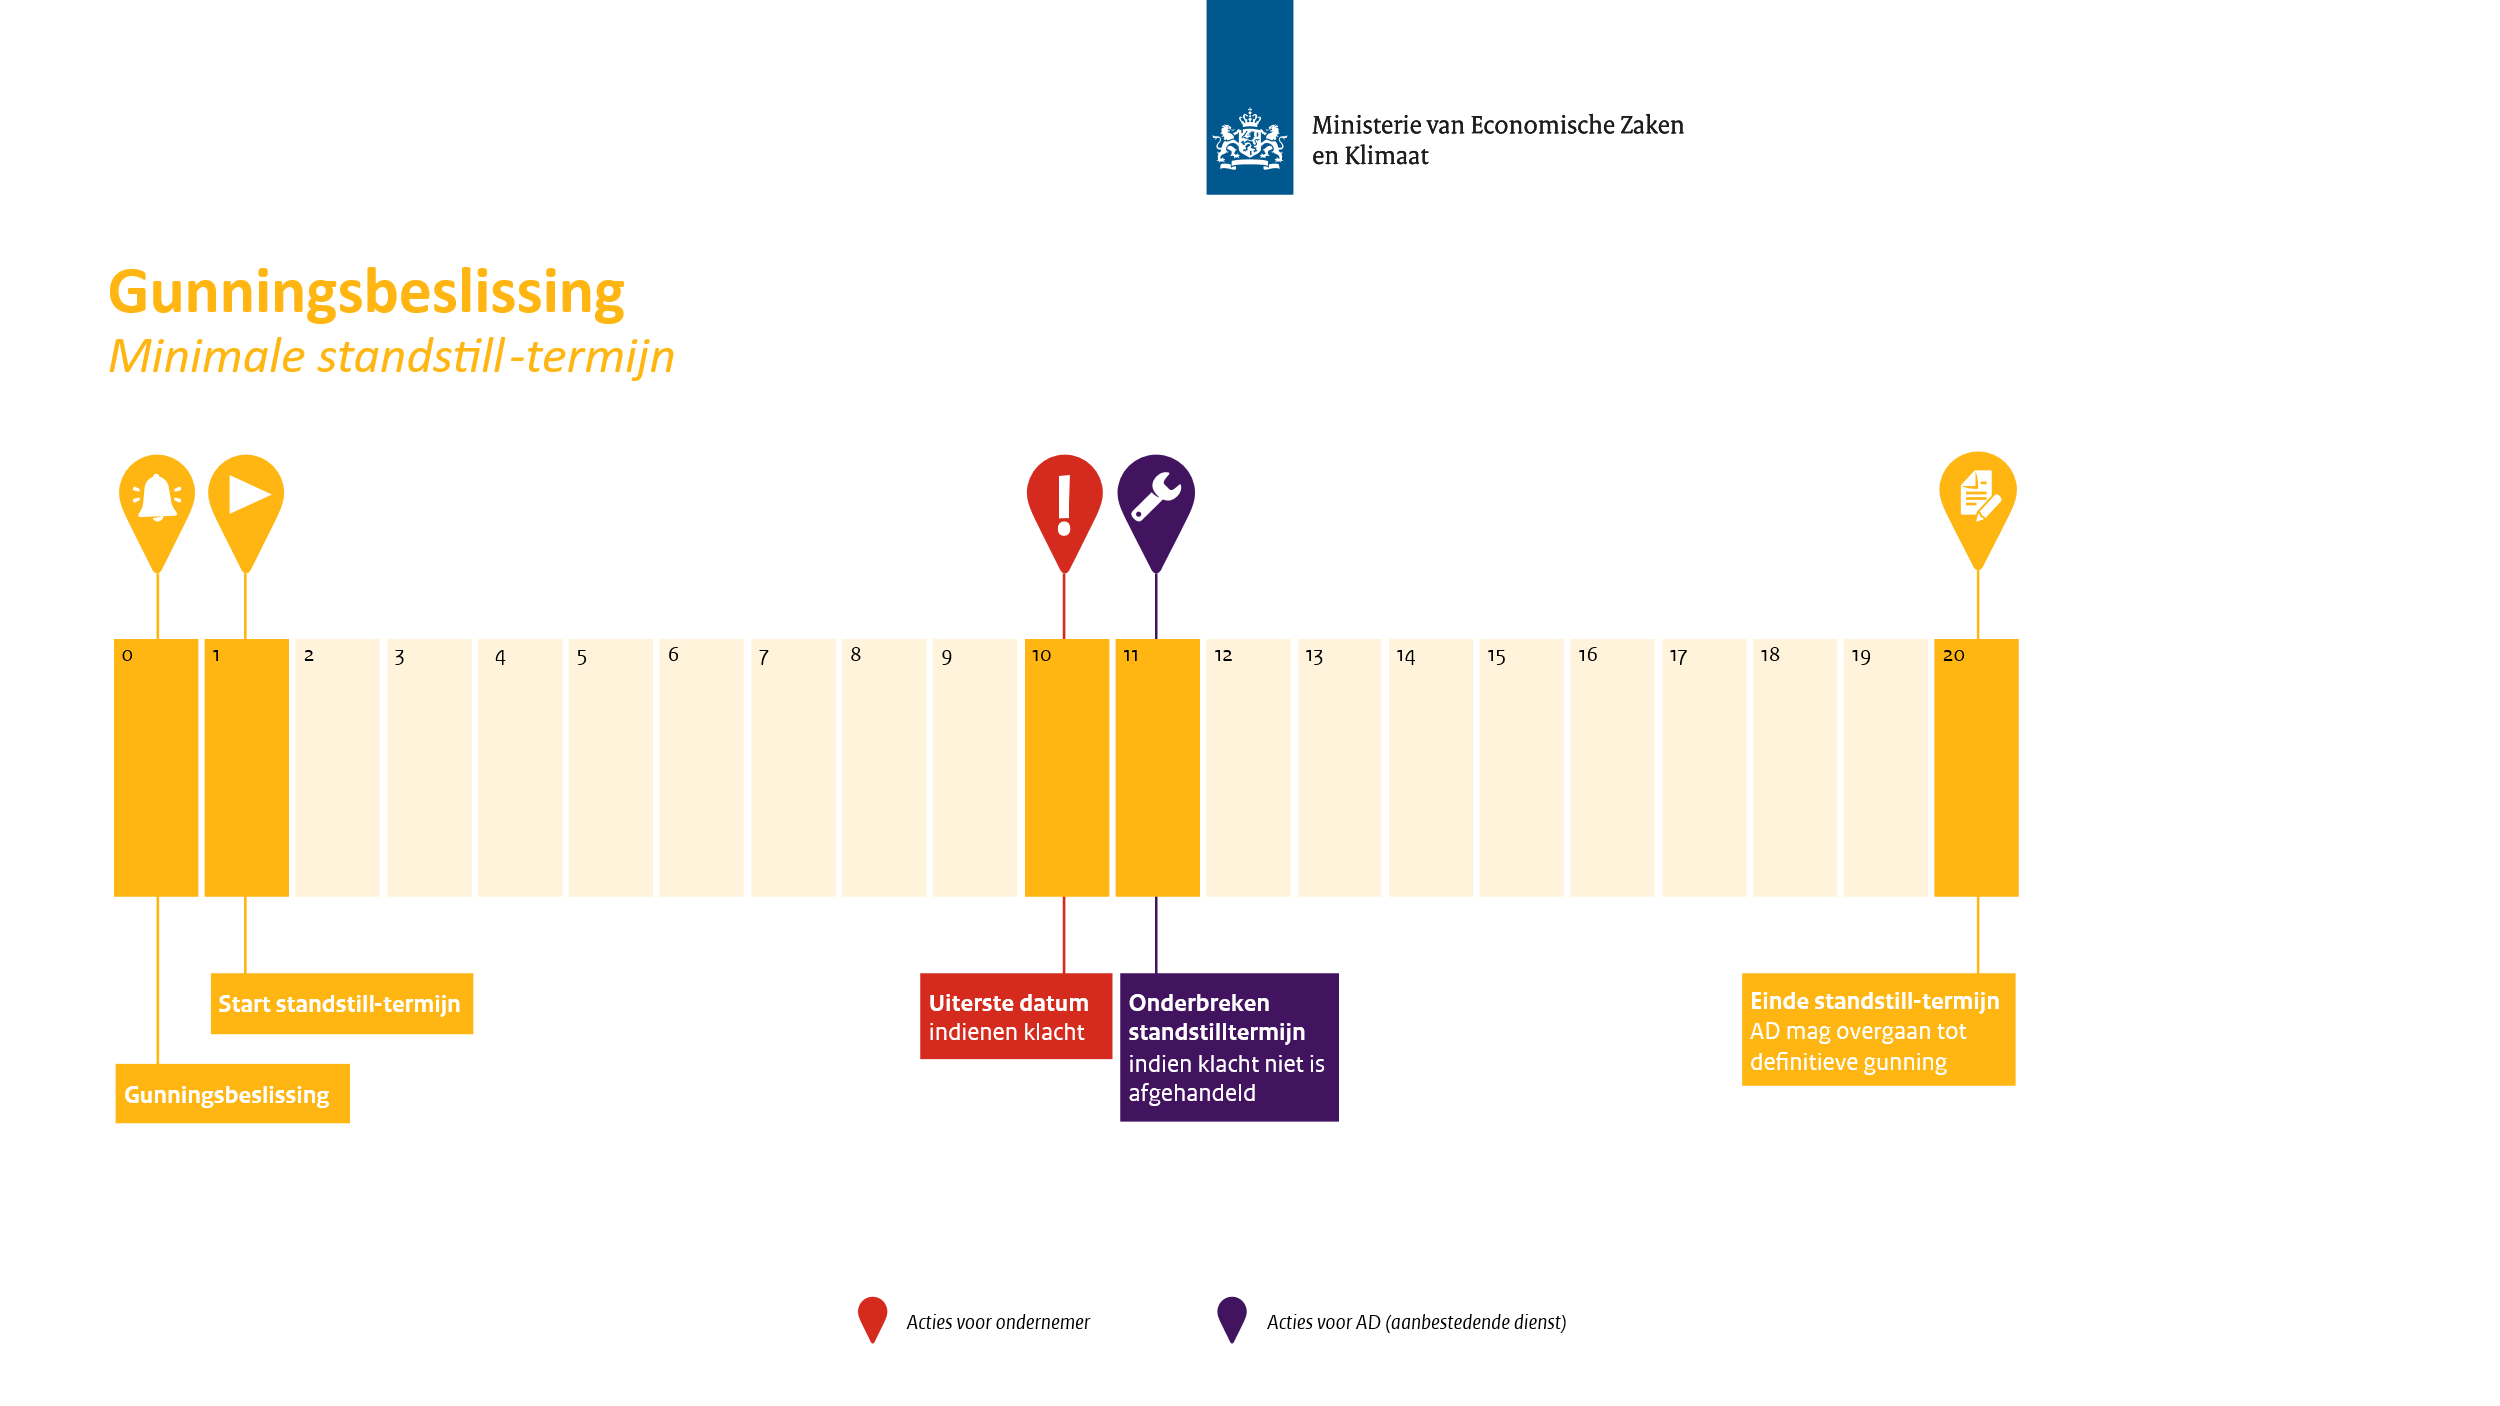 Ministerie van Economische Zaken
en Klimaat
Gunningsbeslissing
Minimale standstill-termijn
0 1 2 3 4 5 6 7 8 9 10 11 12 13 14 15 16 17 18 19 20
Start standstill-termijn
Gunningsbeslissing
Uiterste datum
indienen klacht
Onderbreken
standstilltermijn
indien klacht niet is
afgehandeld
Einde standstill-termijn
AD mag overgaan tot
definitieve gunning
Acties voor ondernemer
Acties voor AD (aanbestedende dienst)